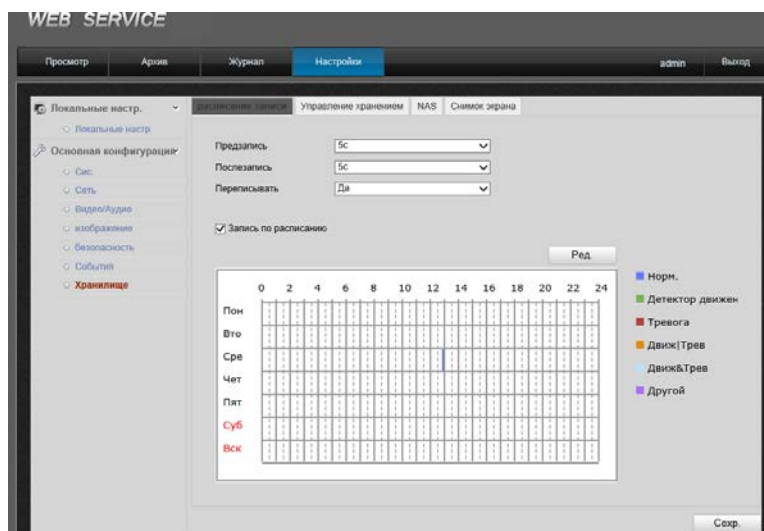 WEB SERVICE
Просмотр Архив Журнал Настройки admin Выход
Локальные настр.
Локальные настр
Основная конфигурация
Сис.
Сеть
Видео/Аудио
изображение
безопасность
События
Хранилище
расписание записи Управление хранением NAS Снимок экрана
Предзапись 5с
Послезапись 5с
Переписывать Да
Запись по расписанию
Ред.
0 2 4 6 8 10 12 14 16 18 20 22 24
Пон
Вто
Сре
Чет
Пят
Суб
Вск
Норм.
Детектор движен
Тревога
Движ|Трев
Движ&Трев
Другой
Сохр.